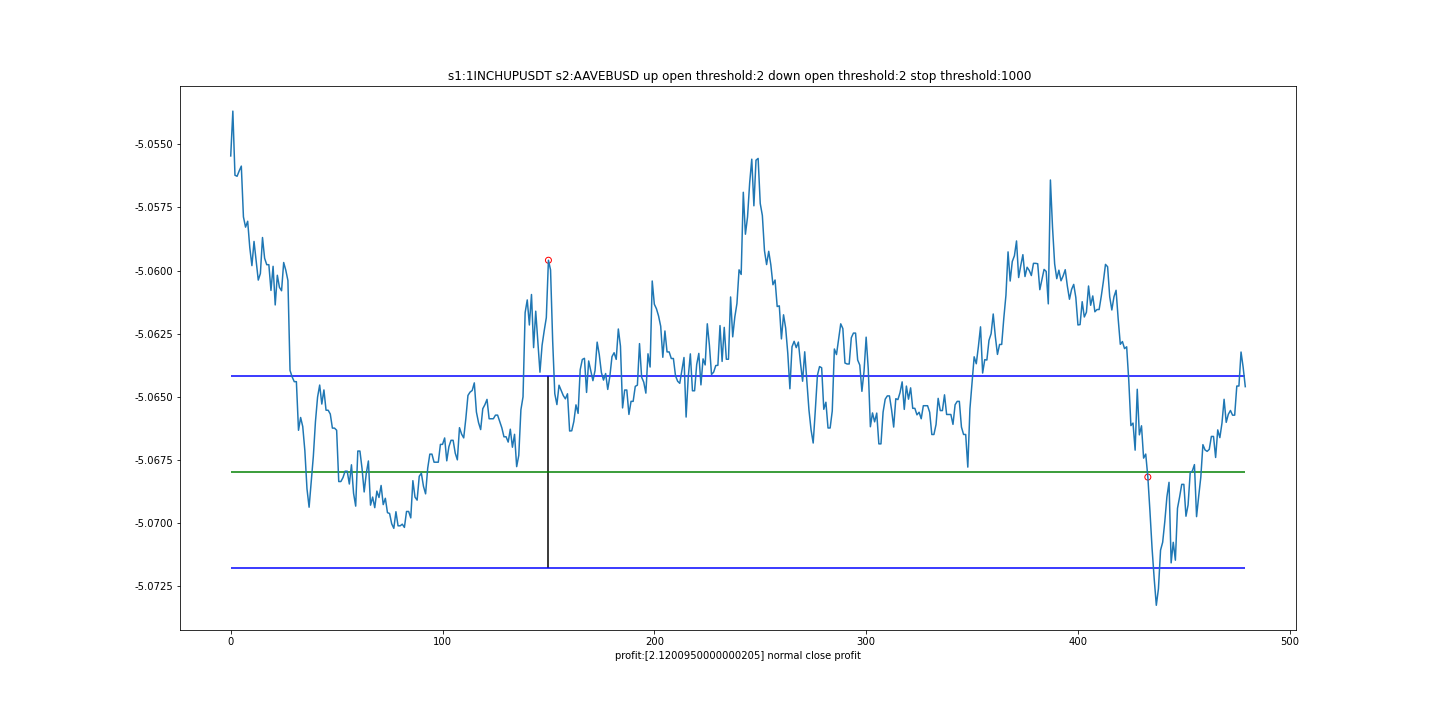 s1:1INCHUPUSDT s2:AAVEBUSD up open threshold:2 down open threshold:2 stop threshold:1000
-5.0550
-5.0575
-5.0600
-5.0625
-5.0650
-5.0675
-5.0700
-5.0725
0 100 200 300 400 500
profit:[2.1200950000000205] normal close profit